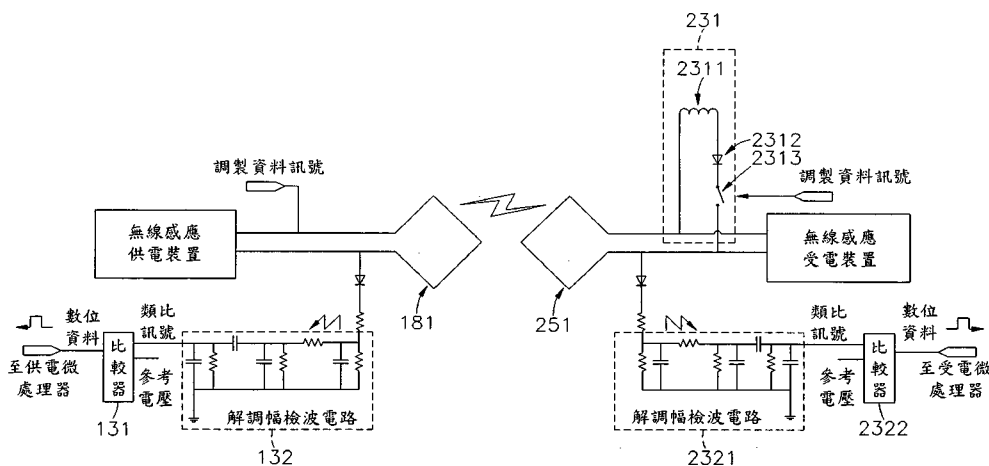 231
2311
2312
2313
調製資料訊號
調製資料訊號
無線感應
供電裝置
無線感應
受電裝置
181
251
數位
資料
類比
訊號
至供電微
處理器
比較器
參考
電壓
解調幅檢波電路
131
132
類比
訊號
數位
資料
參考
電壓
比較器
至受電微
處理器
解調幅檢波電路
2321
2322